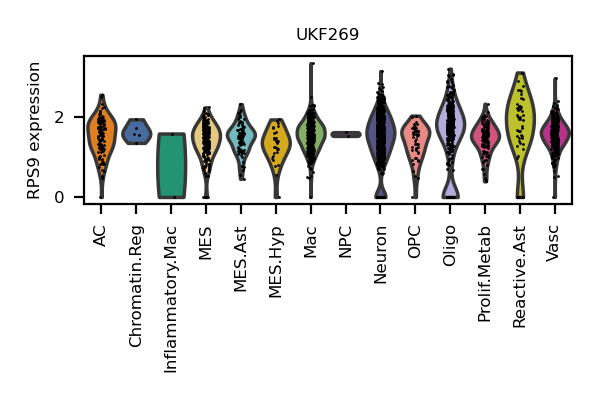 UKF269
RPS9 expression
2
0
AC
Chromatin.Reg
Inflammatory.Mac
MES
MES.Ast
MES.Hyp
Mac
NPC
Neuron
OPC
Oligo
Prolif.Metab
Reactive.Ast
Vasc